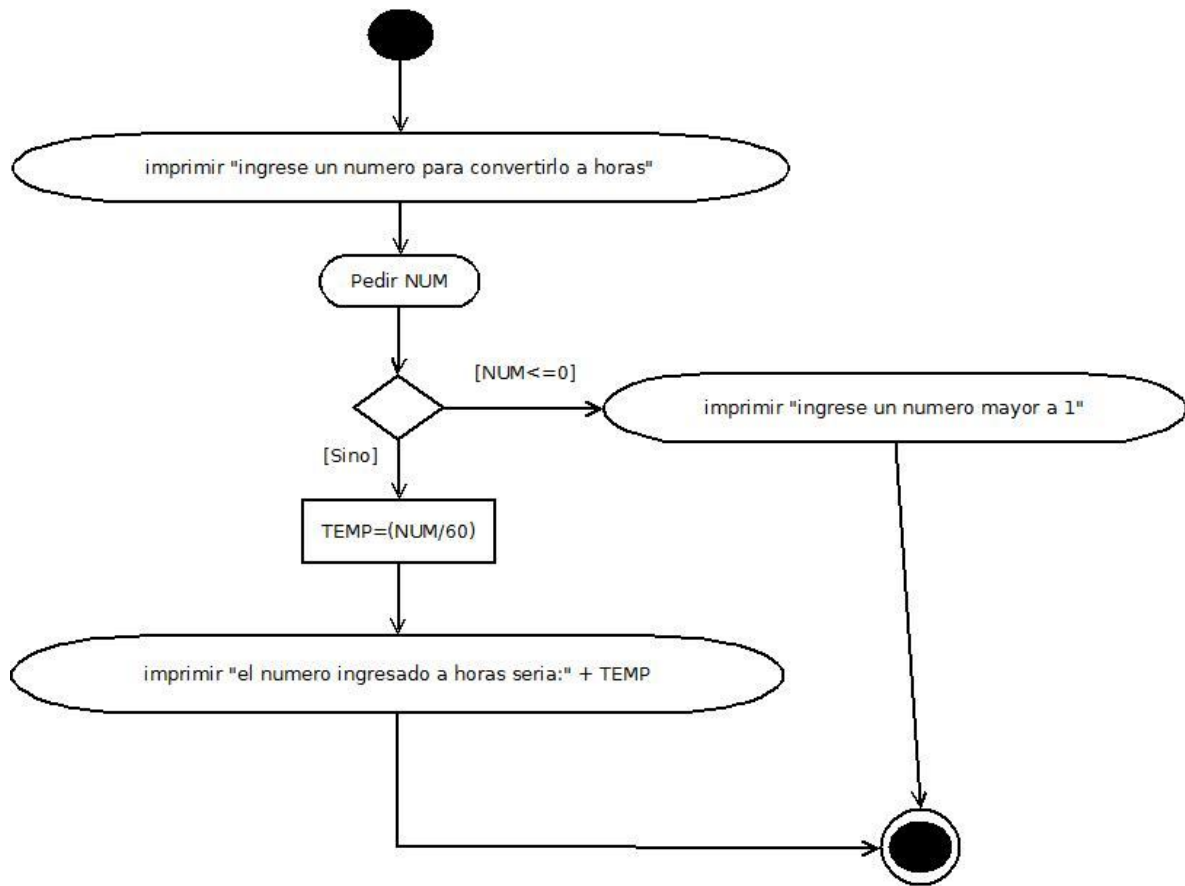 imprimir "ingrese un numero para convertirlo a horas"
Pedir NUM
[NUM<=0]
imprimir "ingrese un numero mayor a 1"
[Sino]
TEMP=(NUM/60)
imprimir "el numero ingresado a horas seria:" + TEMP